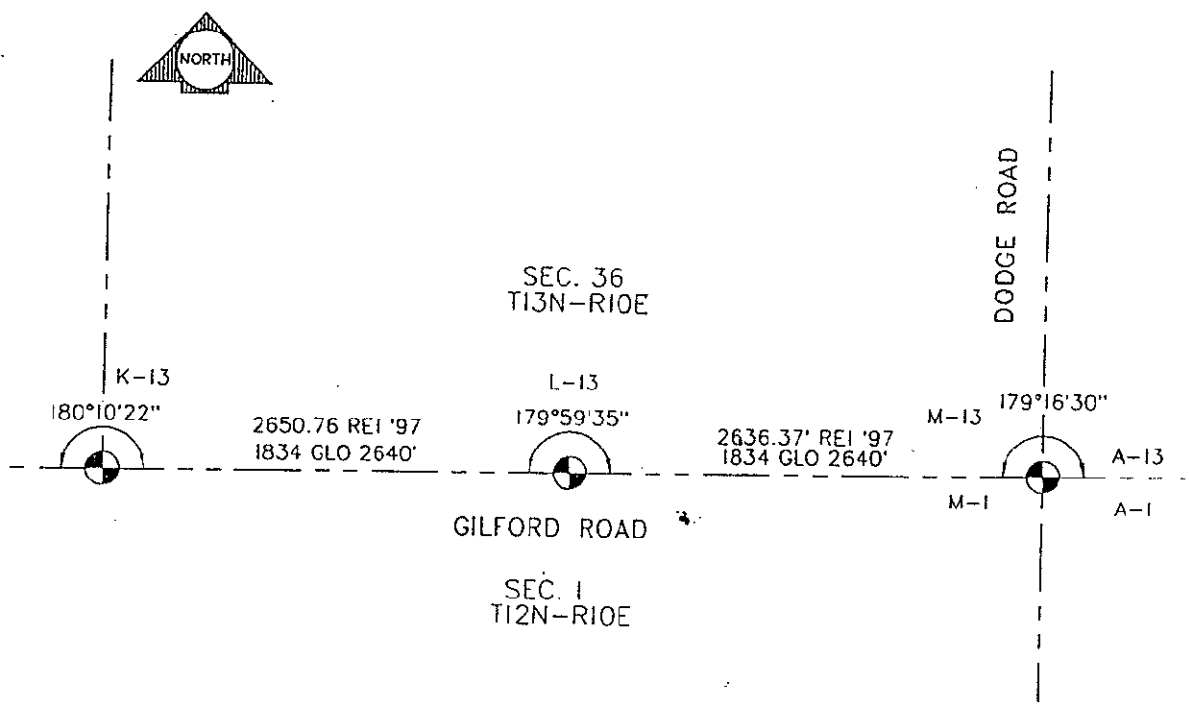 NORTH
DODGE ROAD
SEC. 36
T13N-R10E
K-13
180°10'22"
2650.76 REI '97
1834 GLO 2640'
L-13
179°59'35"
2636.37' REI '97
1834 GLO 2640'
M-13
179°16'30"
A-13
M-1
A-1
GILFORD ROAD
SEC. 1
T12N-R10E